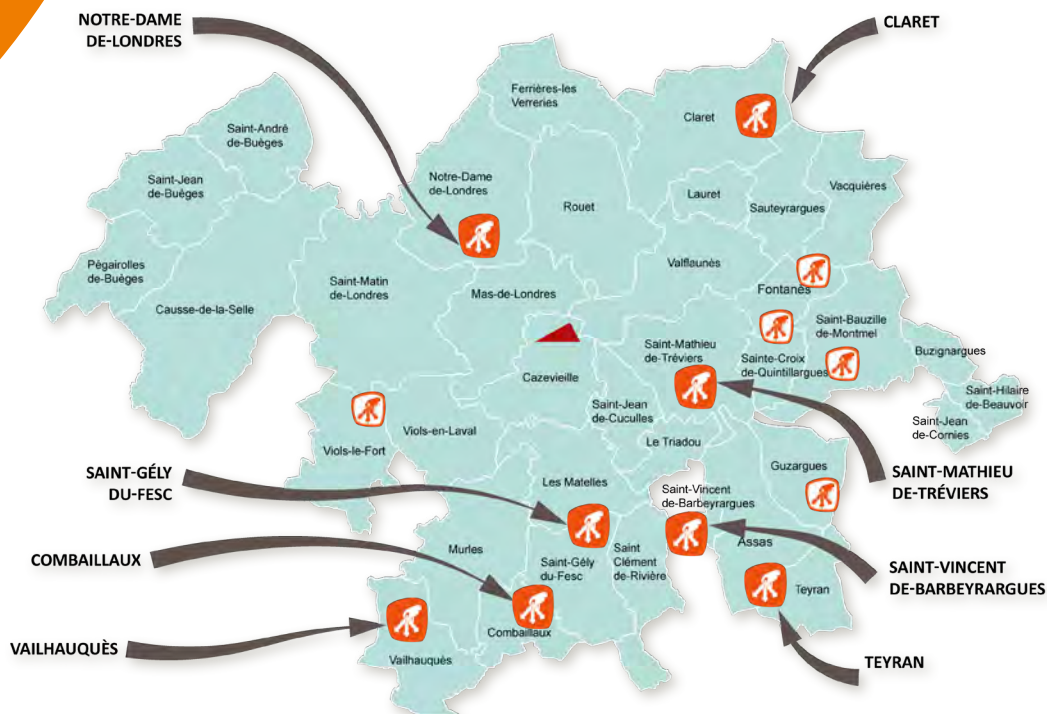 NOTRE-DAME
DE-LONDRES
CLARET
Ferrières-les
Verreries
Claret
Saint-André
de-Buèges
Saint-Jean
de-Buèges
Notre-Dame
de-Londres
Rouet
Lauret
Vacquières
Sauteyrargues
Pégairolles
de-Buèges
Causse-de-la-Selle
Saint-Matin
de-Londres
Mas-de-Londres
Valflaunès
Fontanès
Saint-Bauzille
de-Montmel
Saint-Mathieu
de-Tréviers
Sainte-Croix
de-Quintillargues
Buzignargues
Cazevieille
Saint-Hilaire
de-Beauvoir
Saint-Jean
de-Cuculles
Saint-Jean
de-Cornies
Viols-en-Laval
Viols-le-Fort
Le Triadou
Guzargues
SAINT-GÉLY
DU-FESC
Les Matelles
Saint-Vincent
de-Barbeyrargues
SAINT-MATHIEU
DE-TRÉVIERS
COMBAILLAUX
Murles
Saint-Gély
du-Fesc
Saint
Clément
de-Rivière
Assas
Teyran
SAINT-VINCENT
DE-BARBEYRARGUES
VAILHAUQUÈS
Combaillaux
Vailhauquès
TEYRAN